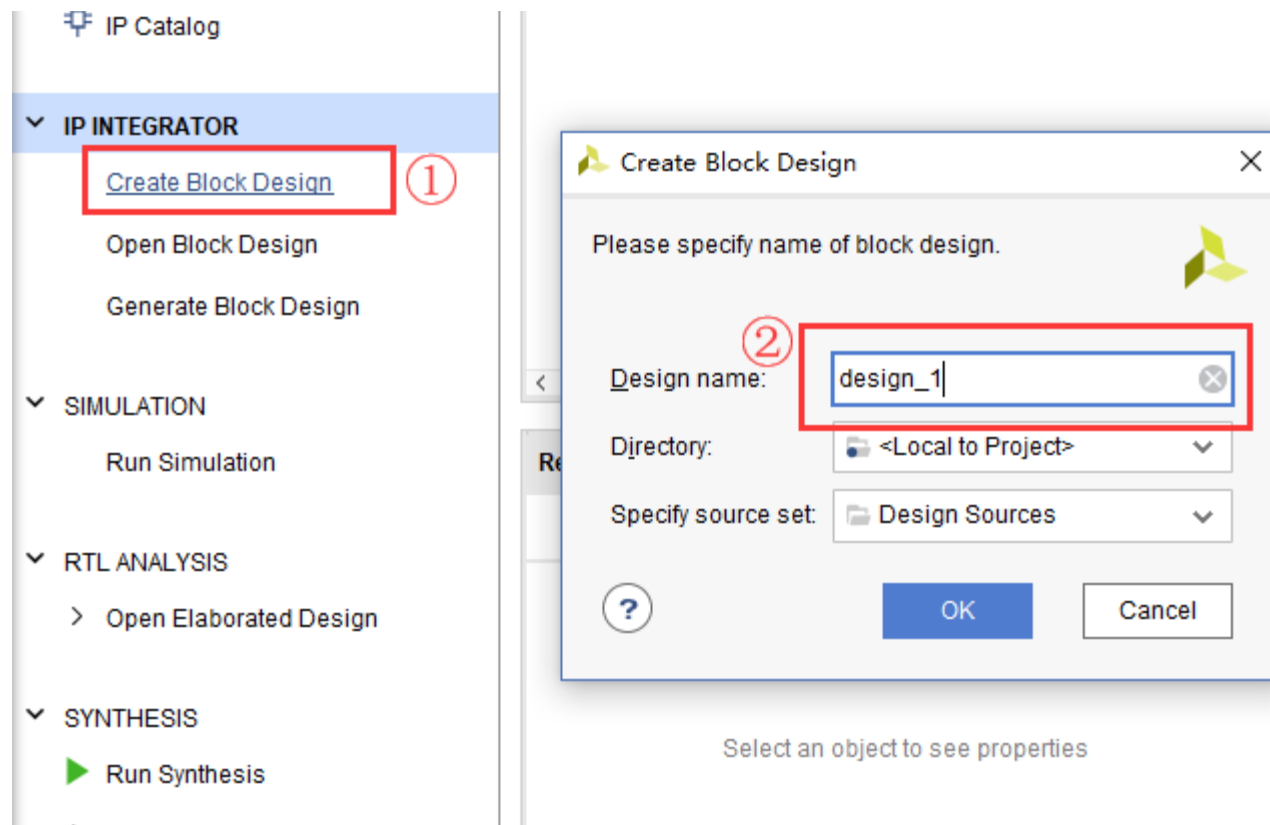 IP Catalog
IP INTEGRATOR
Create Block Design
①
Open Block Design
Generate Block Design
SIMULATION
Run Simulation
RTL ANALYSIS
Open Elaborated Design
SYNTHESIS
Run Synthesis
Create Block Design
Please specify name of block design.
②
Design name: design_1
Directory: <Local to Project>
Specify source set: Design Sources
?
OK Cancel
Select an object to see properties